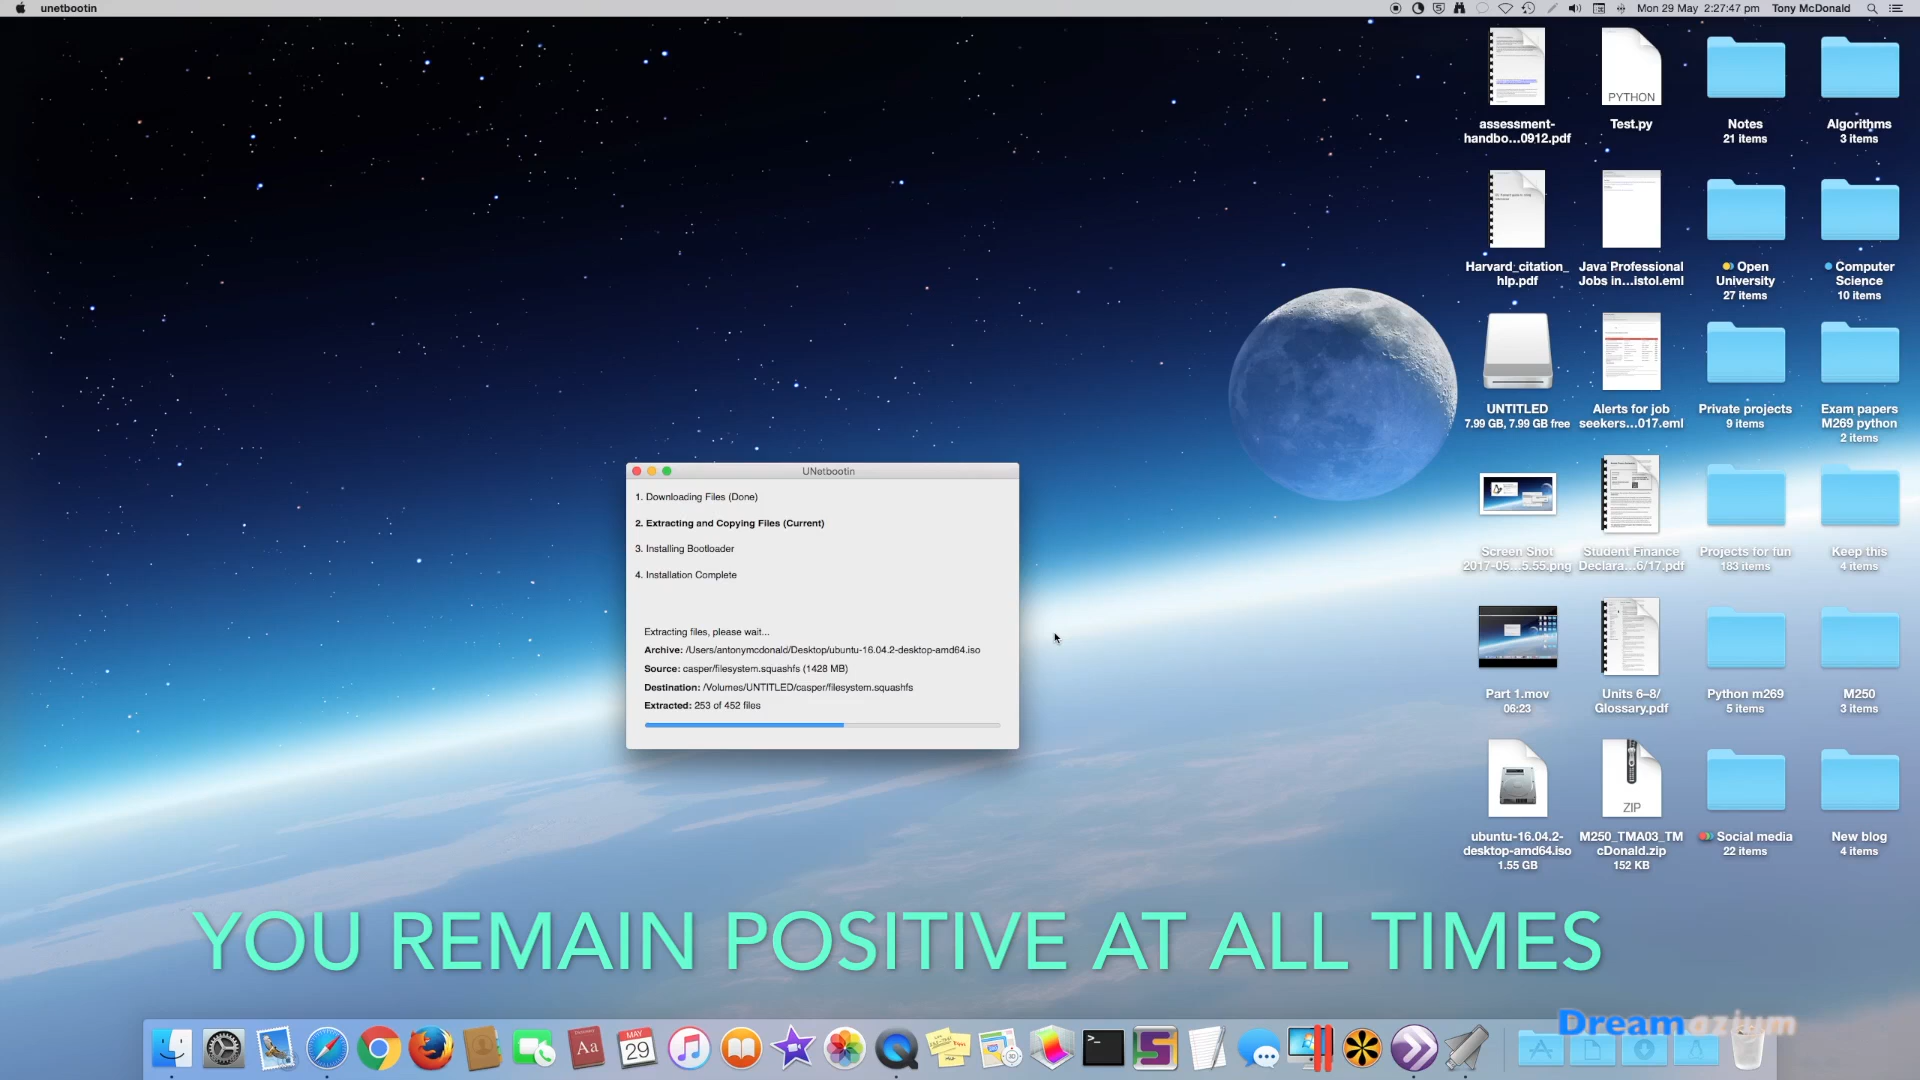 unetbootin
Mon 29 May 2:27:47 pm Tony McDonald
assessment-
handbo...0912.pdf
PYTHON
Test.py
Notes
21 items
Algorithms
3 items
Harvard_citation_
hlp.pdf
Java Professional
Jobs in...istol.eml
Open
University
27 items
Computer
Science
10 items
UNTITLED
7.99 GB, 7.99 GB free
Alerts for job
seekers...017.eml
Private projects
9 items
Exam papers
M269 python
2 items
Screen Shot
2017-05...5.55.png
Student Finance
Declara...6/17.pdf
Projects for fun
183 items
Keep this
4 items
Part 1.mov
06:23
Units 6–8/
Glossary.pdf
Python m269
5 items
M250
3 items
ubuntu-16.04.2-
desktop-amd64.iso
1.55 GB
ZIP
M250_TMA03_TM
cDonald.zip
152 KB
Social media
22 items
New blog
4 items
UNetbootin
1. Downloading Files (Done)
2. Extracting and Copying Files (Current)
3. Installing Bootloader
4. Installation Complete
Extracting files, please wait...
Archive: /Users/antonymcdonald/Desktop/ubuntu-16.04.2-desktop-amd64.iso
Source: casper/filesystem.squashfs (1428 MB)
Destination: /Volumes/UNTITLED/casper/filesystem.squashfs
Extracted: 253 of 452 files
YOU REMAIN POSITIVE AT ALL TIMES
Dreamazium
Aa
MAY
29